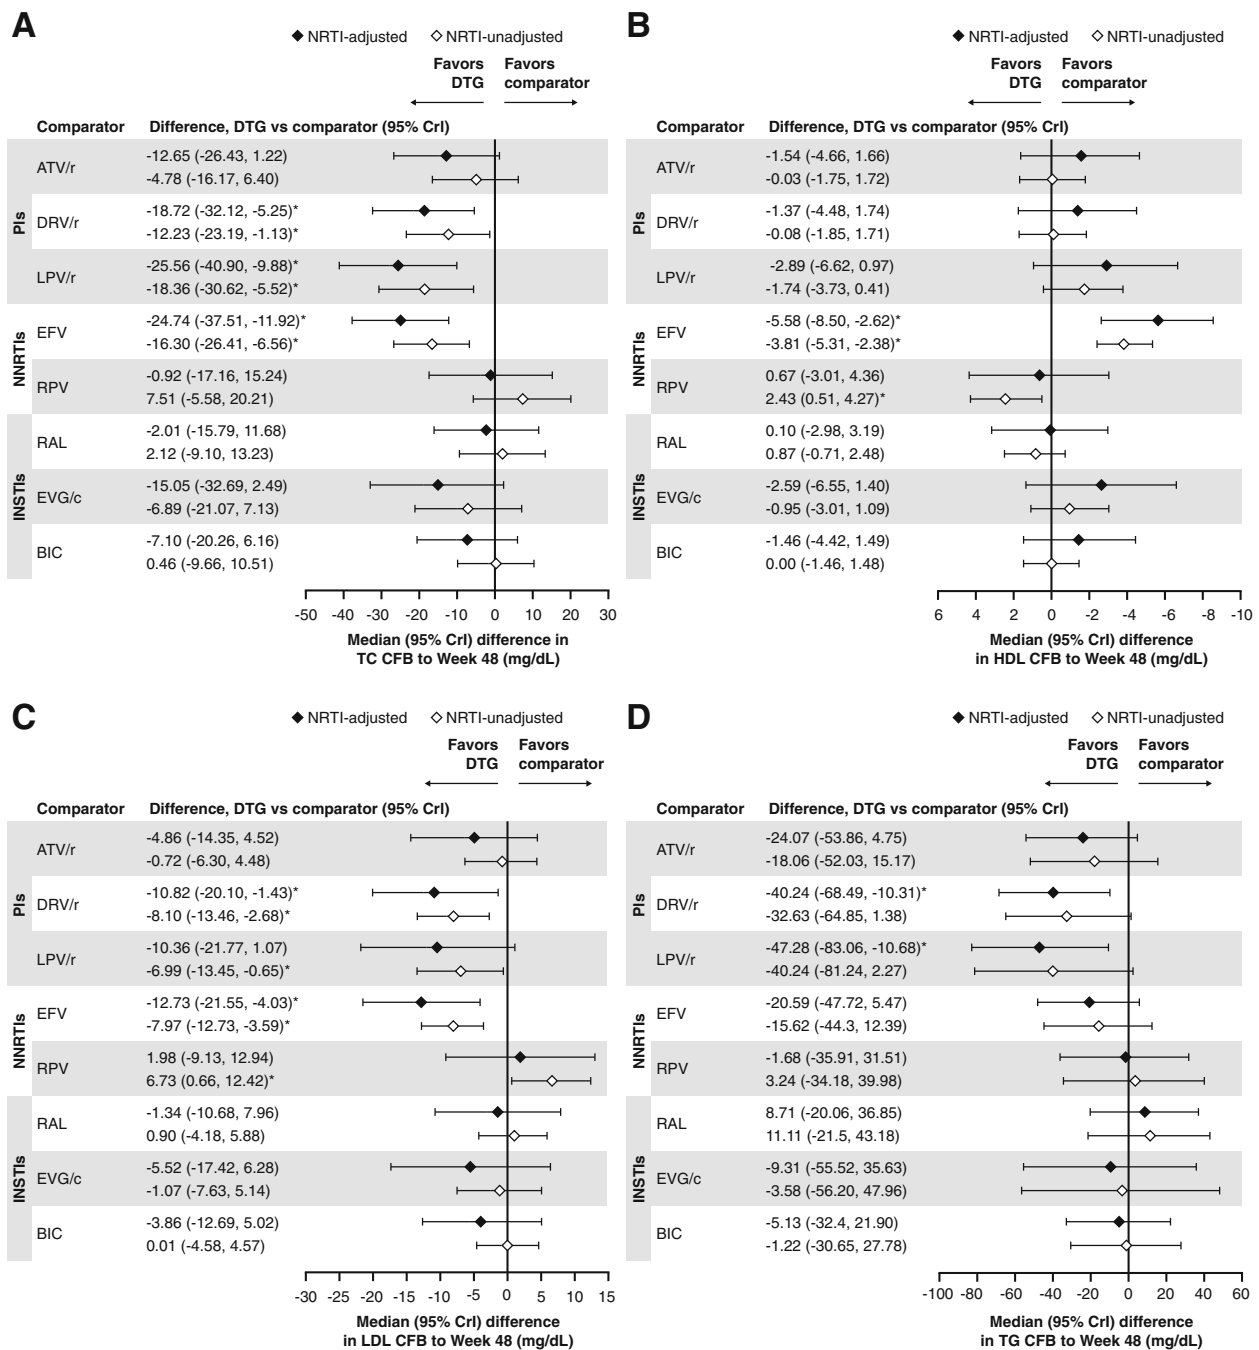 A
◆ NRTI-adjusted ◇ NRTI-unadjusted
Favors DTG
Favors comparator
Comparator Difference, DTG vs comparator (95% CrI)
PIs
ATV/r
-12.65 (-26.43, 1.22)
-4.78 (-16.17, 6.40)
DRV/r
-18.72 (-32.12, -5.25)*
-12.23 (-23.19, -1.13)*
LPV/r
-25.56 (-40.90, -9.88)*
-18.36 (-30.62, -5.52)*
NNRTIs
EFV
-24.74 (-37.51, -11.92)*
-16.30 (-26.41, -6.56)*
RPV
-0.92 (-17.16, 15.24)
7.51 (-5.58, 20.21)
INSTIs
RAL
-2.01 (-15.79, 11.68)
2.12 (-9.10, 13.23)
EVG/c
-15.05 (-32.69, 2.49)
-6.89 (-21.07, 7.13)
BIC
-7.10 (-20.26, 6.16)
0.46 (-9.66, 10.51)
-50 -40 -30 -20 -10 0 10 20 30
Median (95% CrI) difference in
TC CFB to Week 48 (mg/dL)
B
◆ NRTI-adjusted ◇ NRTI-unadjusted
Favors DTG
Favors comparator
Comparator Difference, DTG vs comparator (95% CrI)
PIs
ATV/r
-1.54 (-4.66, 1.66)
-0.03 (-1.75, 1.72)
DRV/r
-1.37 (-4.48, 1.74)
-0.08 (-1.85, 1.71)
LPV/r
-2.89 (-6.62, 0.97)
-1.74 (-3.73, 0.41)
NNRTIs
EFV
-5.58 (-8.50, -2.62)*
-3.81 (-5.31, -2.38)*
RPV
0.67 (-3.01, 4.36)
2.43 (0.51, 4.27)*
INSTIs
RAL
0.10 (-2.98, 3.19)
0.87 (-0.71, 2.48)
EVG/c
-2.59 (-6.55, 1.40)
-0.95 (-3.01, 1.09)
BIC
-1.46 (-4.42, 1.49)
0.00 (-1.46, 1.48)
6 4 2 0 -2 -4 -6 -8 -10
Median (95% CrI) difference
in HDL CFB to Week 48 (mg/dL)
C
◆ NRTI-adjusted ◇ NRTI-unadjusted
Favors DTG
Favors comparator
Comparator Difference, DTG vs comparator (95% CrI)
PIs
ATV/r
-4.86 (-14.35, 4.52)
-0.72 (-6.30, 4.48)
DRV/r
-10.82 (-20.10, -1.43)*
-8.10 (-13.46, -2.68)*
LPV/r
-10.36 (-21.77, 1.07)
-6.99 (-13.45, -0.65)*
NNRTIs
EFV
-12.73 (-21.55, -4.03)*
-7.97 (-12.73, -3.59)*
RPV
1.98 (-9.13, 12.94)
6.73 (0.66, 12.42)*
INSTIs
RAL
-1.34 (-10.68, 7.96)
0.90 (-4.18, 5.88)
EVG/c
-5.52 (-17.42, 6.28)
-1.07 (-7.63, 5.14)
BIC
-3.86 (-12.69, 5.02)
0.01 (-4.58, 4.57)
-30 -25 -20 -15 -10 -5 0 5 10 15
Median (95% CrI) difference
in LDL CFB to Week 48 (mg/dL)
D
◆ NRTI-adjusted ◇ NRTI-unadjusted
Favors DTG
Favors comparator
Comparator Difference, DTG vs comparator (95% CrI)
PIs
ATV/r
-24.07 (-53.86, 4.75)
-18.06 (-52.03, 15.17)
DRV/r
-40.24 (-68.49, -10.31)*
-32.63 (-64.85, 1.38)
LPV/r
-47.28 (-83.06, -10.68)*
-40.24 (-81.24, 2.27)
NNRTIs
EFV
-20.59 (-47.72, 5.47)
-15.62 (-44.3, 12.39)
RPV
-1.68 (-35.91, 31.51)
3.24 (-34.18, 39.98)
INSTIs
RAL
8.71 (-20.06, 36.85)
11.11 (-21.5, 43.18)
EVG/c
-9.31 (-55.52, 35.63)
-3.58 (-56.20, 47.96)
BIC
-5.13 (-32.4, 21.90)
-1.22 (-30.65, 27.78)
-100 -80 -60 -40 -20 0 20 40 60
Median (95% CrI) difference
in TG CFB to Week 48 (mg/dL)